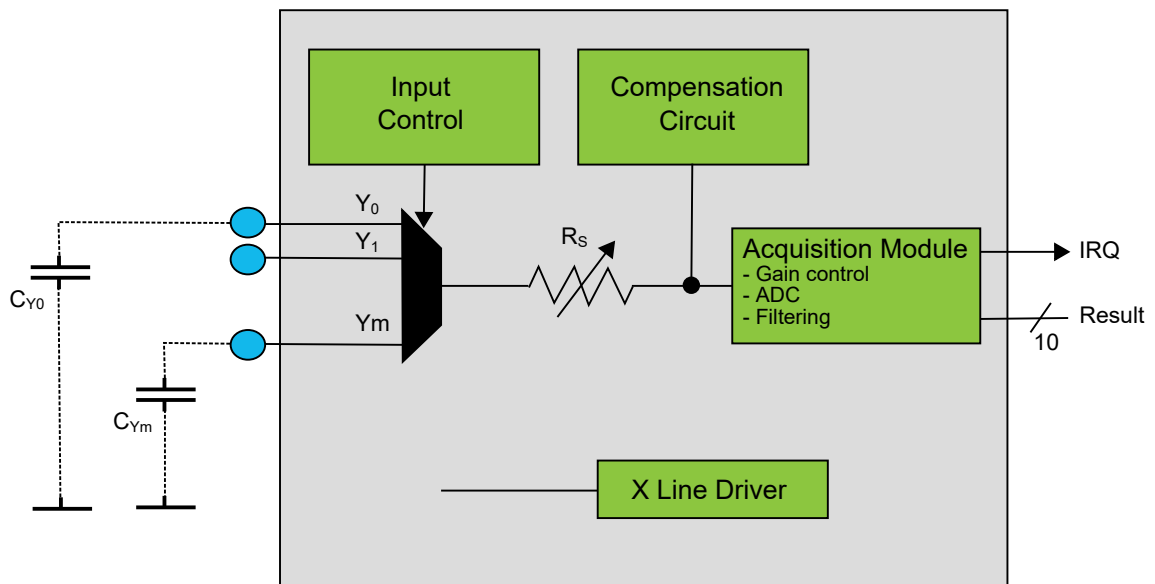 Input
Control
Compensation
Circuit
Y0
Y1
Ym
RS
Acquisition Module
- Gain control
- ADC
- Filtering
IRQ
Result
10
CY0
CYm
X Line Driver